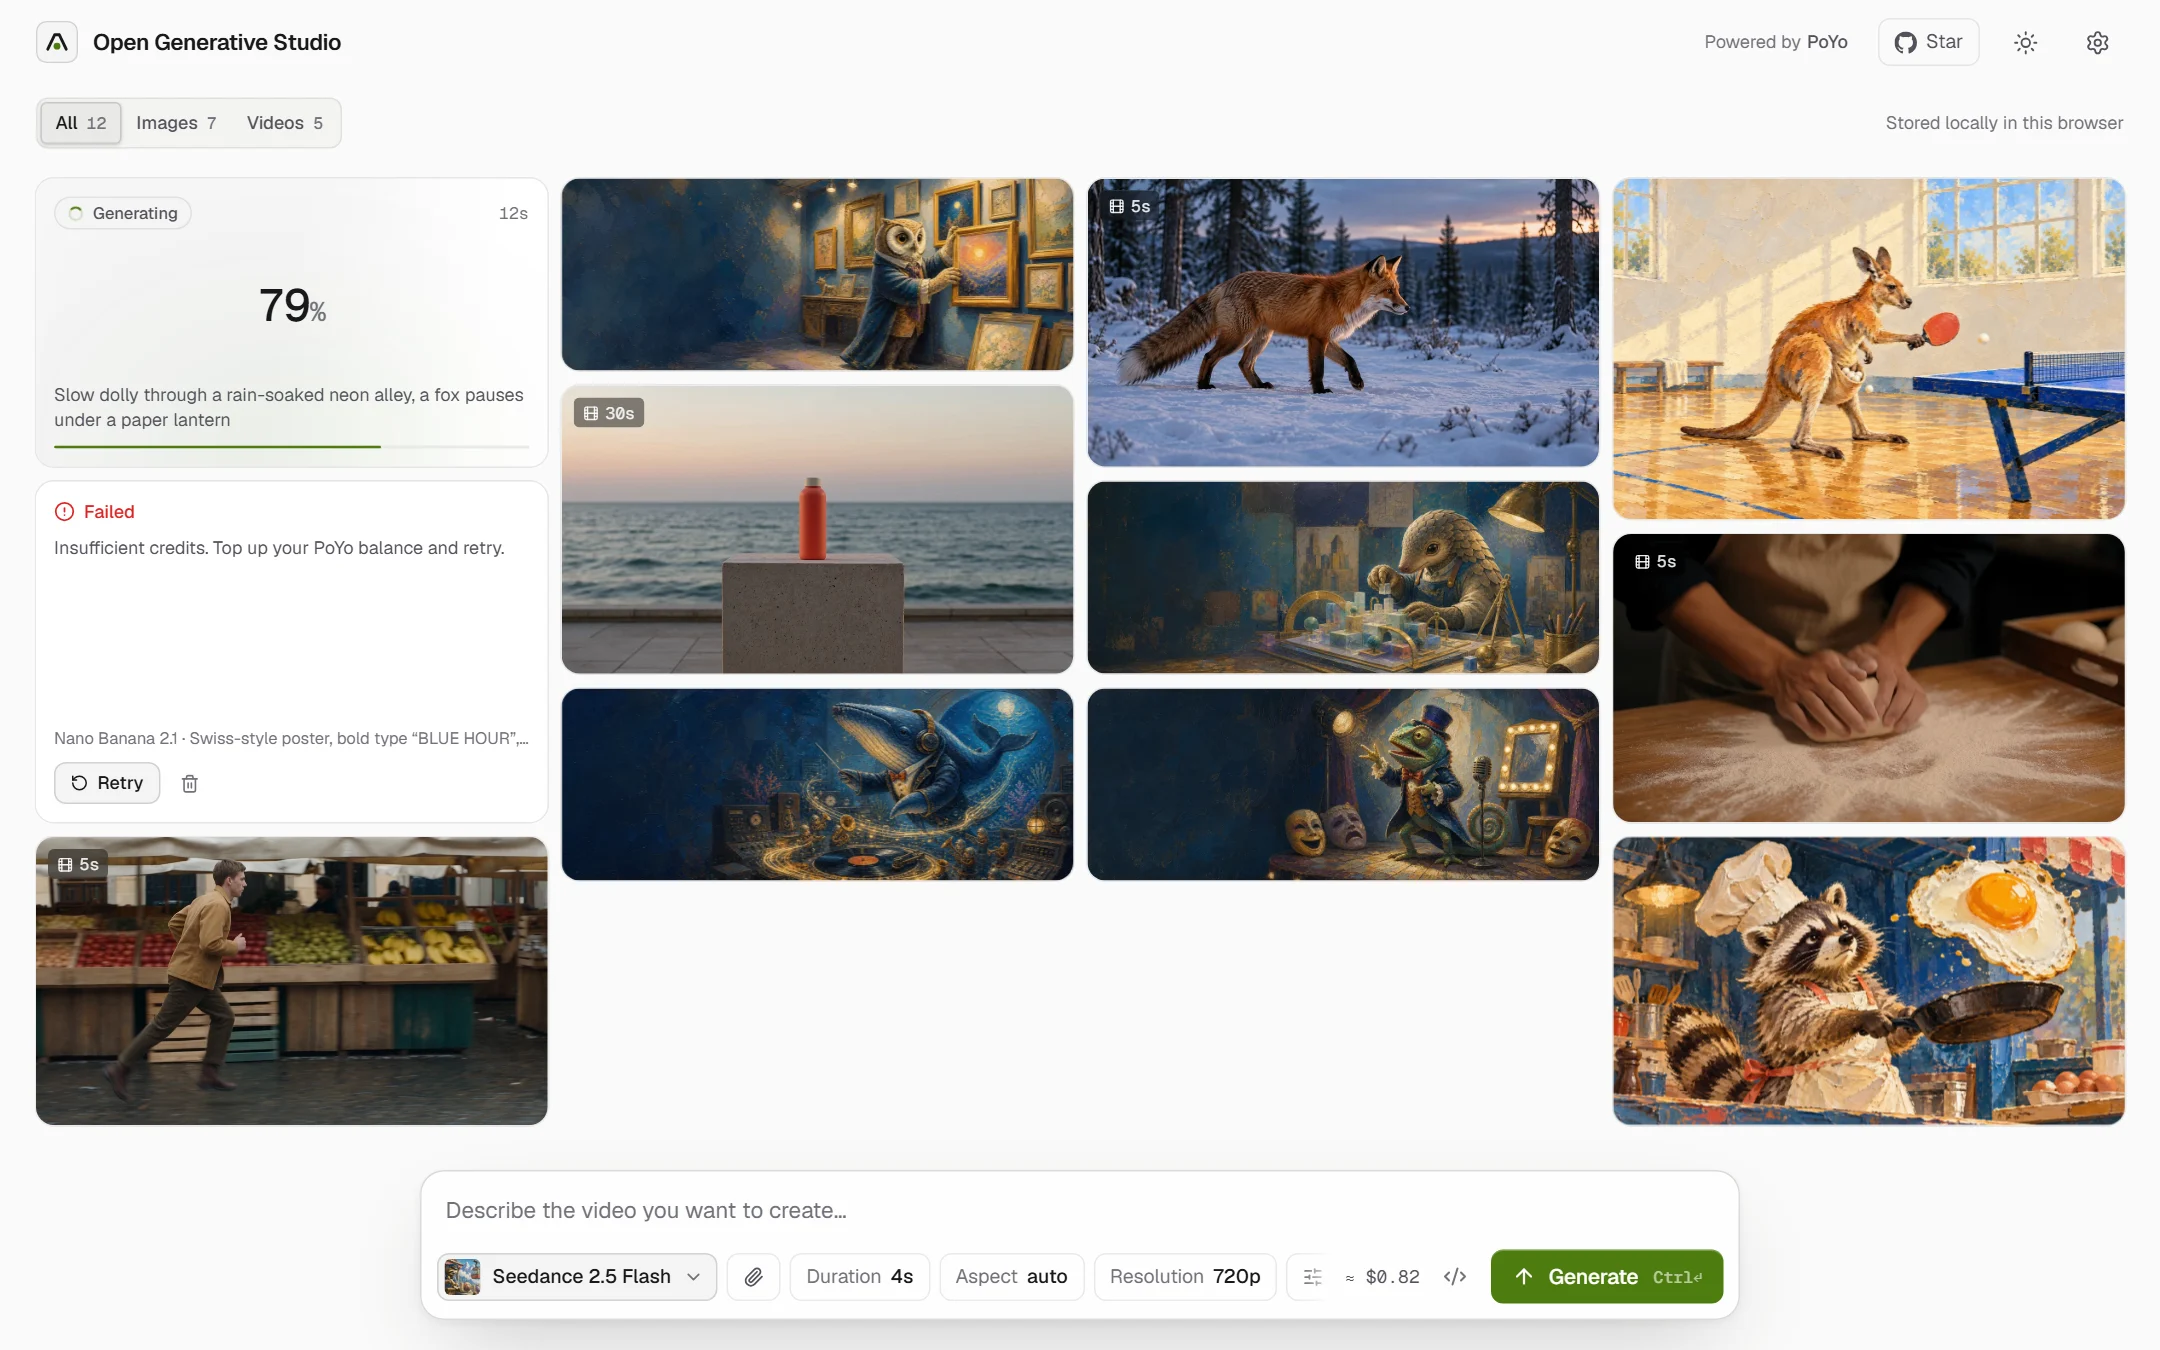 Open Generative Studio
Powered by PoYo
Star
All 12
Images 7
Videos 5
Stored locally in this browser
Generating
12s
79%
Slow dolly through a rain-soaked neon alley, a fox pauses
under a paper lantern
Failed
Insufficient credits. Top up your PoYo balance and retry.
Nano Banana 2.1 · Swiss-style poster, bold type “BLUE HOUR”,...
Retry
5s
30s
5s
5s
Describe the video you want to create...
Seedance 2.5 Flash
Duration 4s
Aspect auto
Resolution 720p
≈ $0.82
</>
Generate Ctrl↵